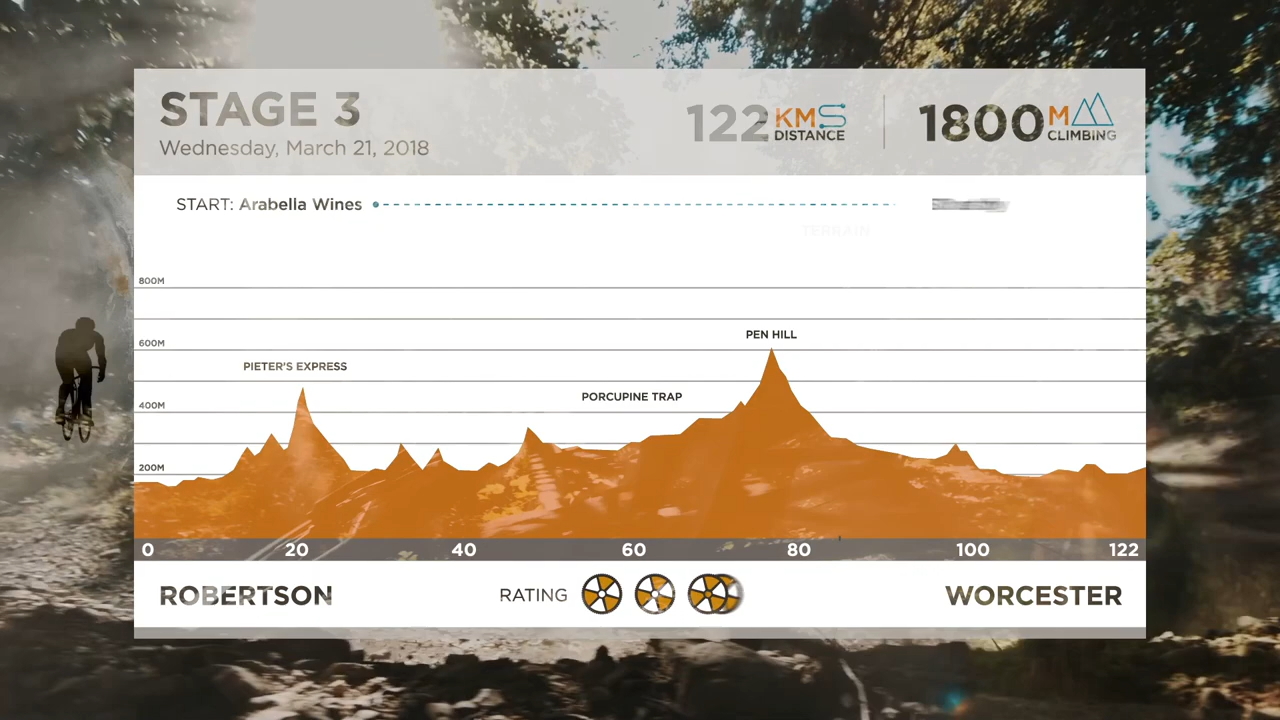 STAGE 3
Wednesday, March 21, 2018
122 KMS DISTANCE
1800 M CLIMBING
START: Arabella Wines
TERRAIN
800M
600M
400M
200M
PIETER'S EXPRESS
PORCUPINE TRAP
PEN HILL
0 20 40 60 80 100 122
ROBERTSON
RATING
WORCESTER